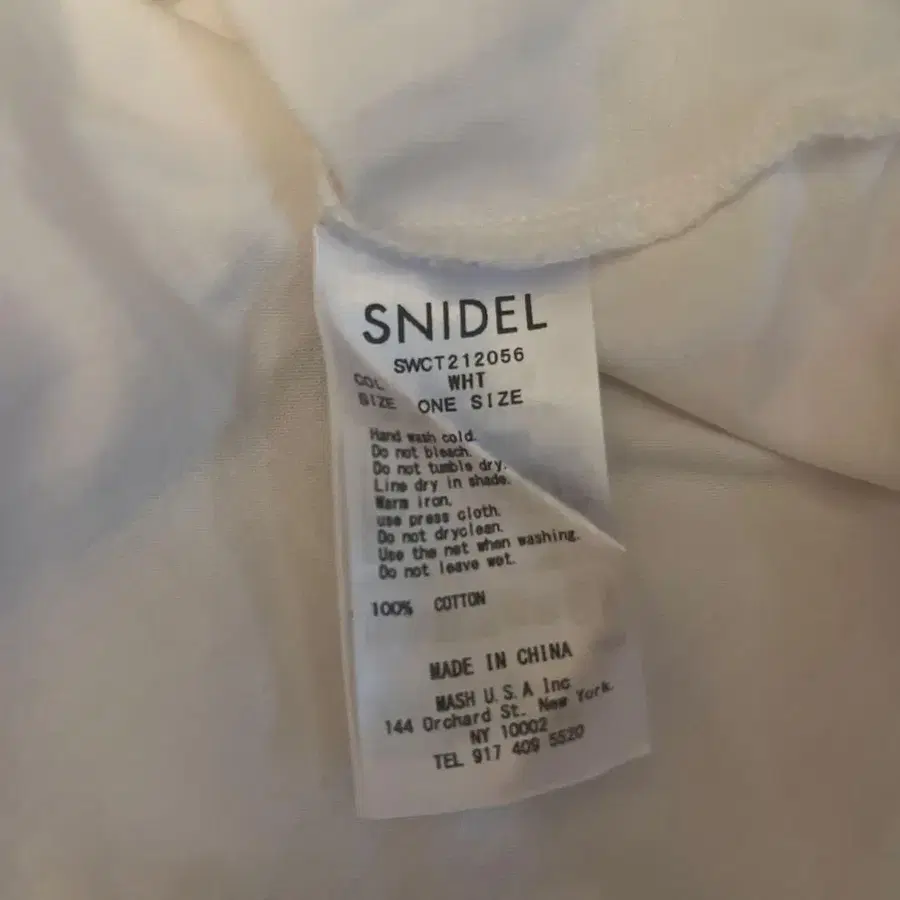 SNIDEL
SWCT212056
COL WHT
SIZE ONE SIZE
Hand wash cold.
Do not bleach.
Do not tumble dry.
Line dry in shade.
Warm iron,
use press cloth.
Do not dryclean.
Use the net when washing.
Do not leave wet.
100% COTTON
MADE IN CHINA
MASH U.S.A Inc
144 Orchard St. New York.
NY 10002
TEL 917 409 5520